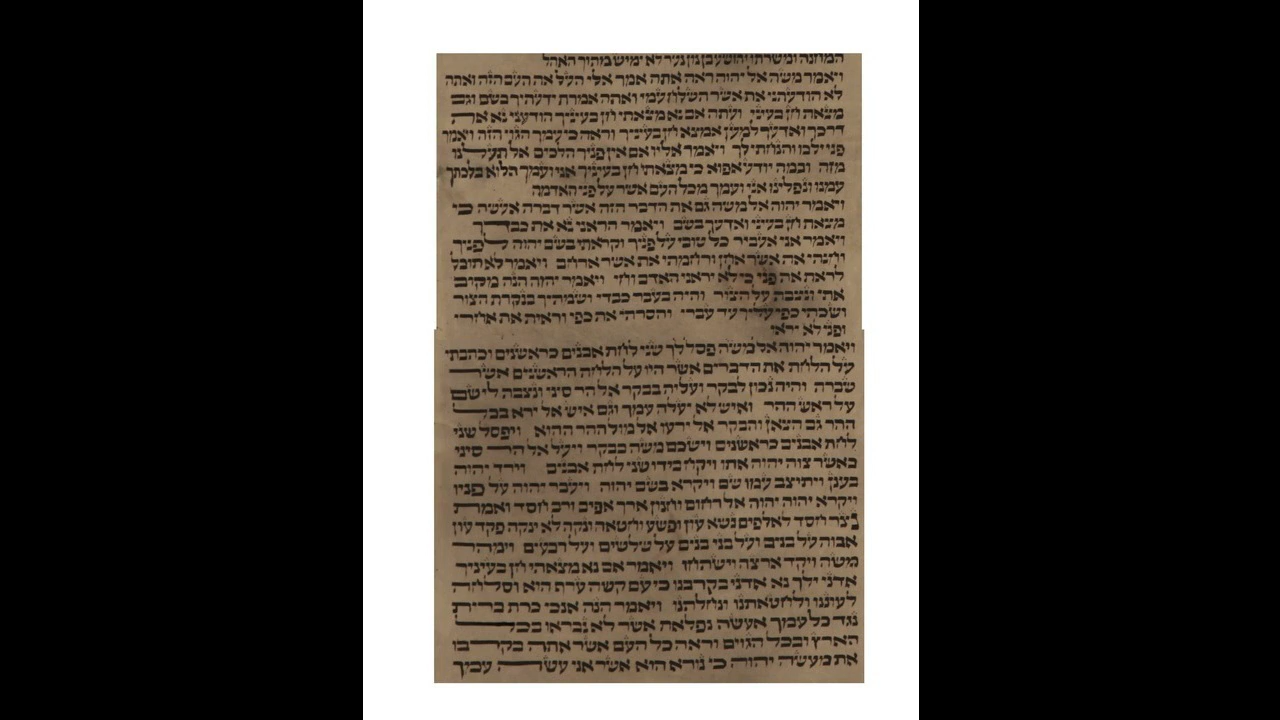 המחנה ומשרתו יהושע בן נון נער לא ימיש מתוך האהל
ויאמר משה אל יהוה ראה אתה אמר אלי העל את העם הזה ואתה
לא הודעתני את אשר תשלח עמי ואתה אמרת ידעתיך בשם וגם
מצאת חן בעיני ועתה אם נא מצאתי חן בעיניך הודעני נא את
דרכך ואדעך למען אמצא חן בעיניך וראה כי עמך הגוי הזה ויאמר
פני ילכו והנחתי לך ויאמר אליו אם אין פניך הלכים אל תעלנו
מזה ובמה יודע אפוא כי מצאתי חן בעיניך אני ועמך הלוא בלכתך
עמנו ונפלינו אני ועמך מכל העם אשר על פני האדמה
ויאמר יהוה אל משה גם את הדבר הזה אשר דברת אעשה כי
מצאת חן בעיני ואדעך בשם ויאמר הראני נא את כבדך
ויאמר אני אעביר כל טובי על פניך וקראתי בשם יהוה לפניך
וחנתי את אשר אחן ורחמתי את אשר ארחם ויאמר לא תוכל
לראת את פני כי לא יראני האדם וחי ויאמר יהוה הנה מקום
אתי ונצבת על הצור והיה בעבר כבדי ושמתיך בנקרת הצור
ושכתי כפי עליך עד עברי והסרתי את כפי וראית את אחרי
ופני לא יראו
ויאמר יהוה אל משה פסל לך שני לחת אבנים כראשנים וכתבתי
על הלחת את הדברים אשר היו על הלחת הראשנים אשר
שברת והיה נכון לבקר ועלית בבקר אל הר סיני ונצבת לי שם
על ראש ההר ואיש לא יעלה עמך וגם איש אל ירא בכל
ההר גם הצאן והבקר אל ירעו אל מול ההר ההוא ויפסל שני
לחת אבנים כראשנים וישכם משה בבקר ויעל אל הר סיני
כאשר צוה יהוה אתו ויקח בידו שני לחת אבנים וירד יהוה
בענן ויתיצב עמו שם ויקרא בשם יהוה ויעבר יהוה על פניו
ויקרא יהוה יהוה אל רחום וחנון ארך אפים ורב חסד ואמת
נצר חסד לאלפים נשא עון ופשע וחטאה ונקה לא ינקה פקד עון
אבות על בנים ועל בני בנים על שלשים ועל רבעים וימהר
משה ויקד ארצה וישתחו ויאמר אם נא מצאתי חן בעיניך
אדני ילך נא אדני בקרבנו כי עם קשה ערף הוא וסלחת
לעוננו ולחטאתנו ונחלתנו ויאמר הנה אנכי כרת ברית
נגד כל עמך אעשה נפלאת אשר לא נבראו בכל
הארץ ובכל הגוים וראה כל העם אשר אתה בקרבו
את מעשה יהוה כי נורא הוא אשר אני עשה עמך